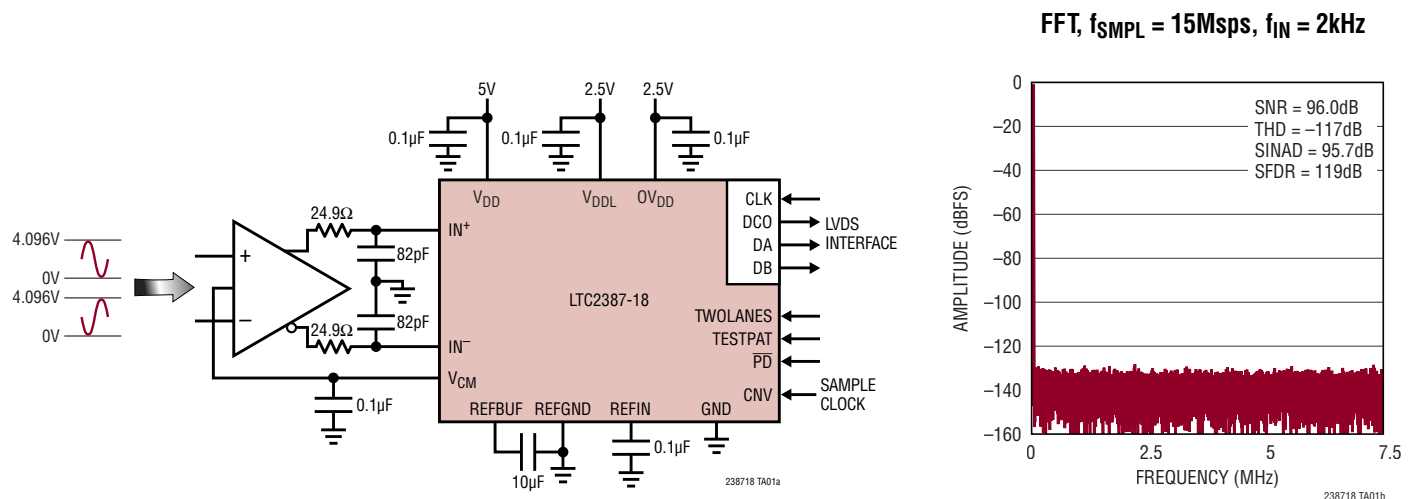 FFT, fSMPL = 15Msps, fIN = 2kHz
5V
2.5V
2.5V
0.1µF
0.1µF
0.1µF
VDD
VDDL
OVDD
CLK
DCO
DA
DB
LVDS
INTERFACE
4.096V
0V
4.096V
0V
+
–
24.9Ω
24.9Ω
82pF
82pF
IN+
IN–
VCM
0.1µF
LTC2387-18
TWOLANES
TESTPAT
PD
CNV
SAMPLE
CLOCK
REFBUF
REFGND
REFIN
GND
10µF
0.1µF
238718 TA01a
AMPLITUDE (dBFS)
0
–20
–40
–60
–80
–100
–120
–140
–160
SNR = 96.0dB
THD = –117dB
SINAD = 95.7dB
SFDR = 119dB
0
2.5
5
7.5
FREQUENCY (MHz)
238718 TA01b